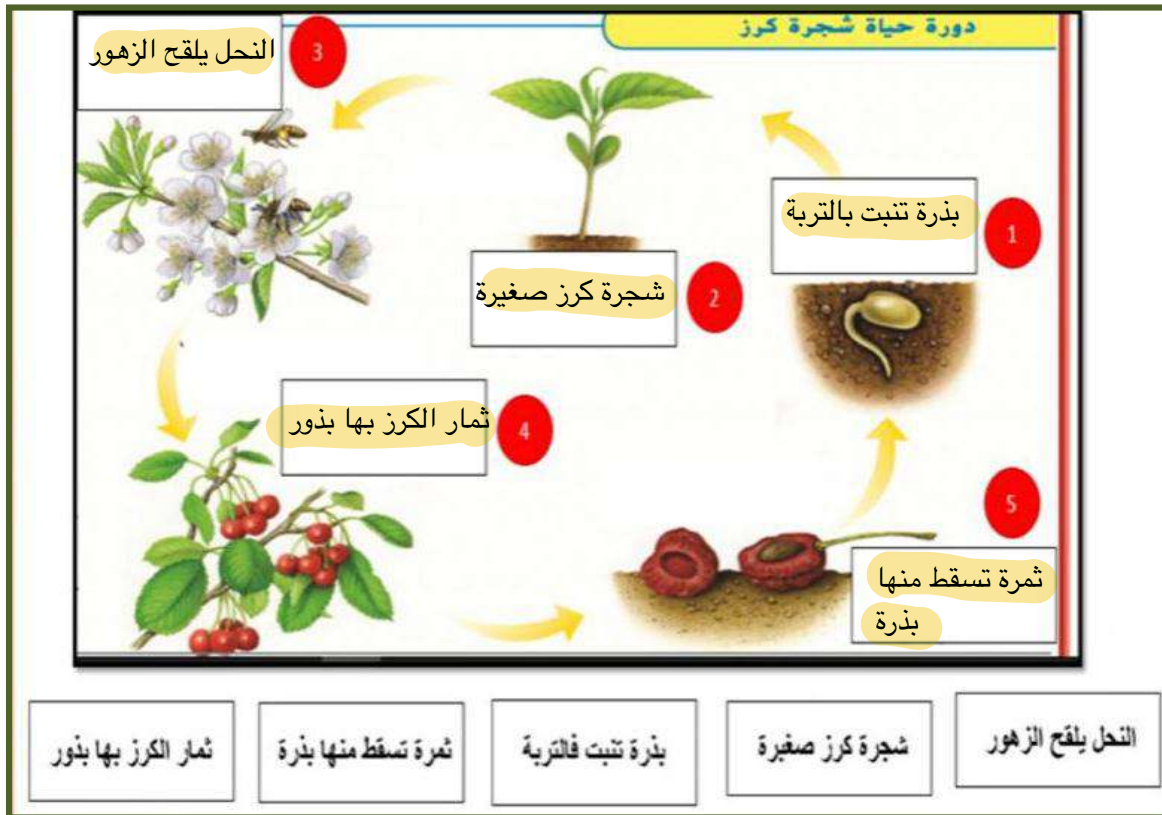 دورة حياة شجرة كرز
3
النحل يلقح الزهور
بذرة تنبت بالتربة
1
شجرة كرز صغيرة
2
ثمار الكرز بها بذور
4
5
ثمرة تسقط منها
بذرة
النحل يلقح الزهور
شجرة كرز صغيرة
بذرة تنبت فالتربة
ثمرة تسقط منها بذرة
ثمار الكرز بها بذور